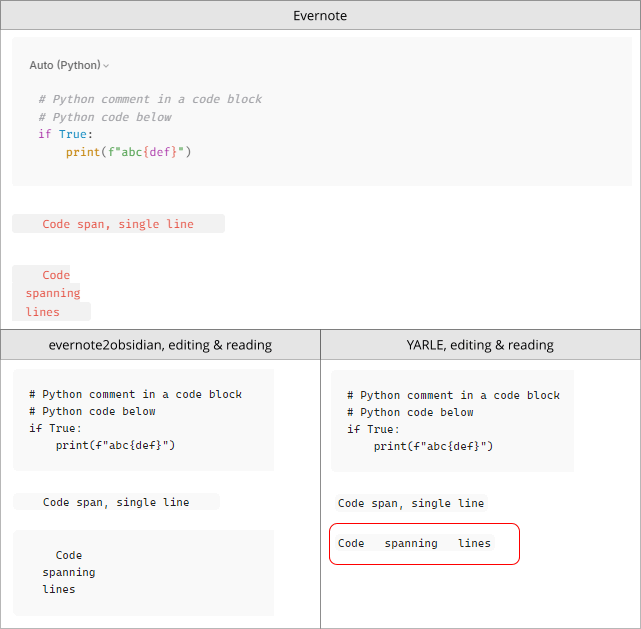 Evernote
Auto (Python)
# Python comment in a code block
# Python code below
if True:
    print(f"abc{def}")
Code span, single line
Code
spanning
lines
evernote2obsidian, editing & reading
# Python comment in a code block
# Python code below
if True:
    print(f"abc{def}")
Code span, single line
Code
spanning
lines
YARLE, editing & reading
# Python comment in a code block
# Python code below
if True:
    print(f"abc{def}")
Code span, single line
Code   spanning   lines